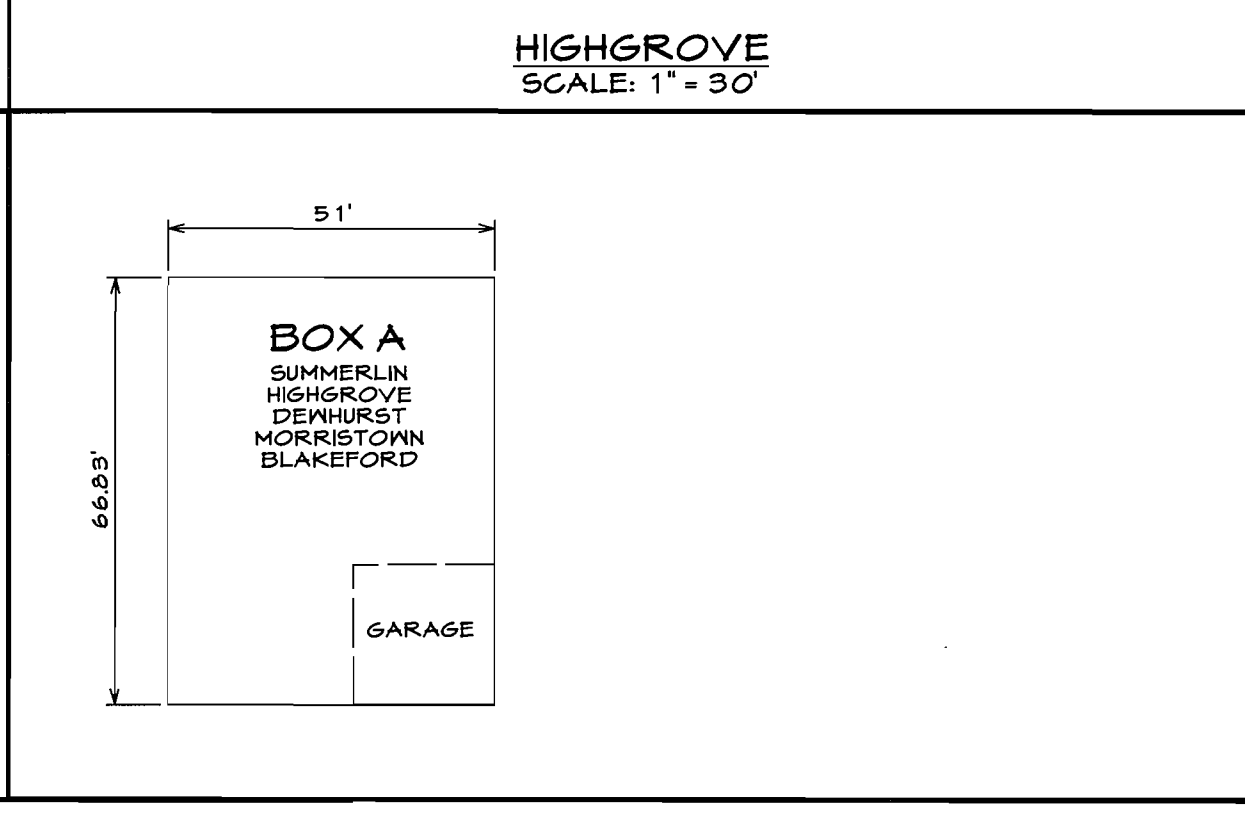 HIGHGROVE
SCALE: 1" = 30'
51'
BOX A
SUMMERLIN
HIGHGROVE
DEWHURST
MORRISTOWN
BLAKEFORD
66.83'
GARAGE